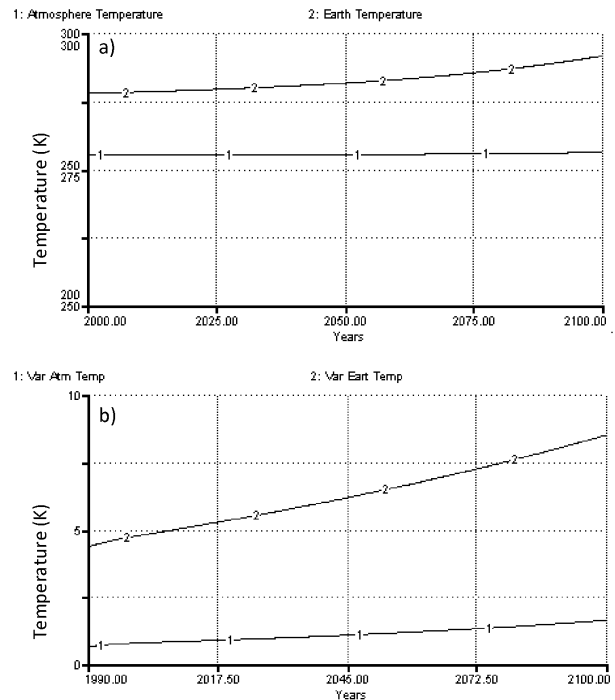 1: Atmosphere Temperature 2: Earth Temperature
300
300
a)
2
2
2
2
1
1
1
1
250
275
200
250
Temperature (K)
2000.00 2025.00 2050.00 2075.00 2100.00
Years
1: Var Atm Temp 2: Var Eart Temp
10
b)
2
2
2
2
5
1
1
1
1
0
Temperature (K)
1990.00 2017.50 2045.00 2072.50 2100.00
Years